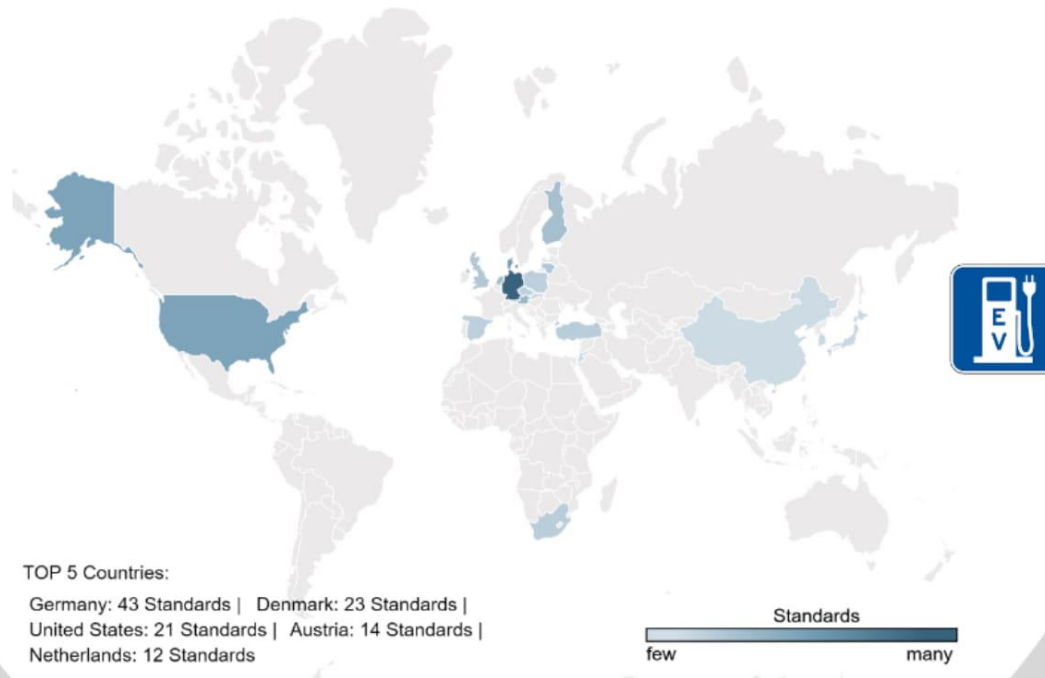 E
V
TOP 5 Countries:
Germany: 43 Standards | Denmark: 23 Standards |
United States: 21 Standards | Austria: 14 Standards |
Netherlands: 12 Standards
Standards
few many